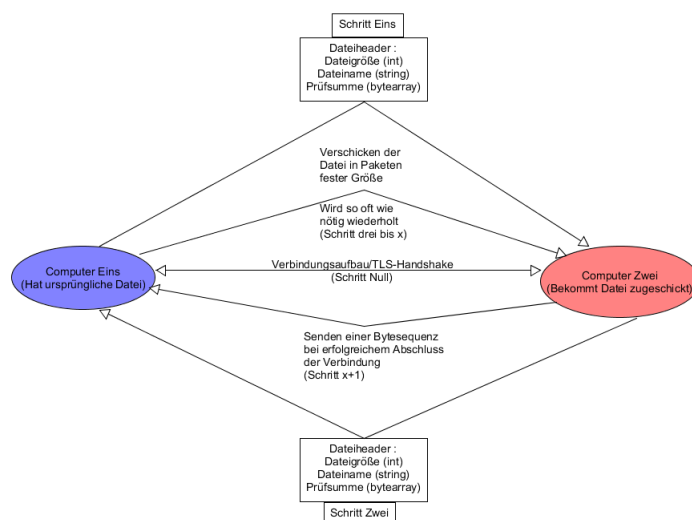 Schritt Eins
Dateiheader :
Dateigröße (int)
Dateiname (string)
Prüfsumme (bytearray)
Verschicken der
Datei in Paketen
fester Größe
Wird so oft wie
nötig wiederholt
(Schritt drei bis x)
Computer Eins
(Hat ursprüngliche Datei)
Verbindungsaufbau/TLS-Handshake
(Schritt Null)
Computer Zwei
(Bekommt Datei zugeschickt)
Senden einer Bytesequenz
bei erfolgreichem Abschluss
der Verbindung
(Schritt x+1)
Dateiheader :
Dateigröße (int)
Dateiname (string)
Prüfsumme (bytearray)
Schritt Zwei